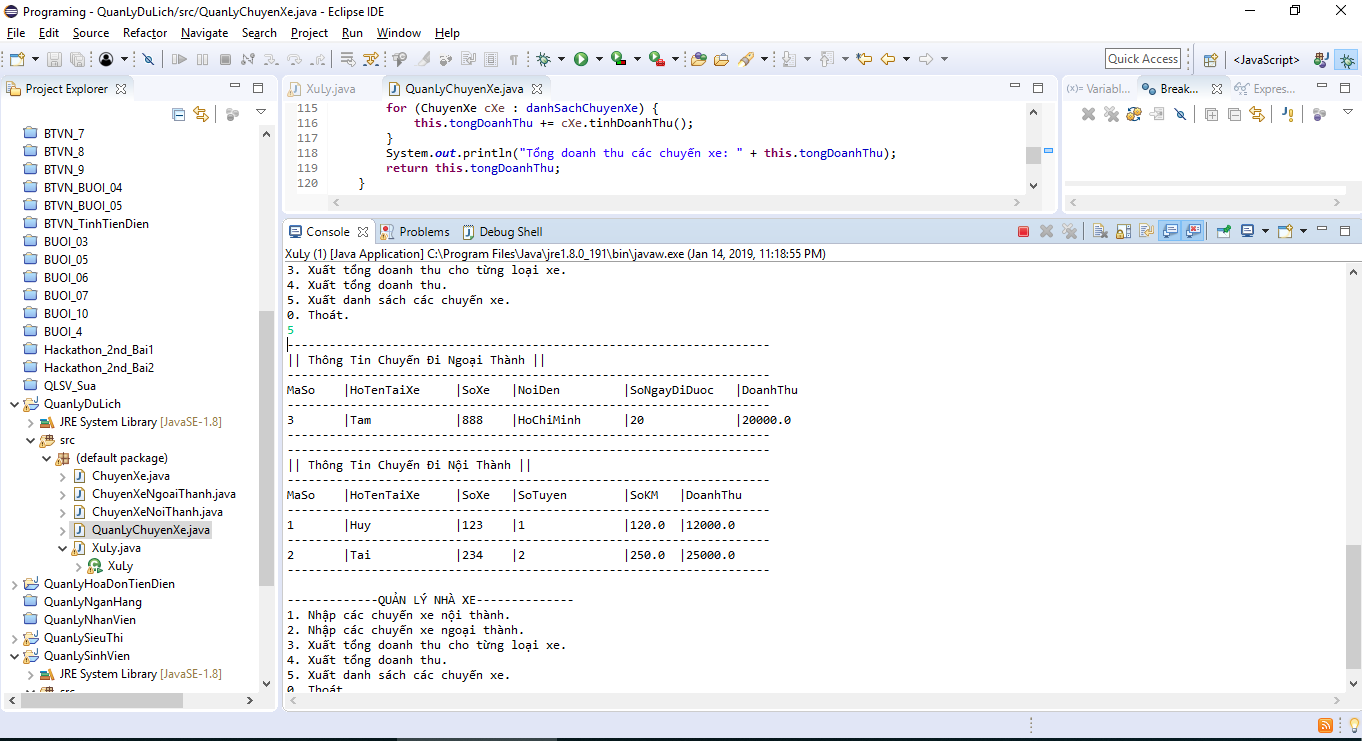 Programing - QuanLyDuLich/src/QuanLyChuyenXe.java - Eclipse IDE
File Edit Source Refactor Navigate Search Project Run Window Help
Quick Access <JavaScript>
Project Explorer
BTVN_7
BTVN_8
BTVN_9
BTVN_BUOI_04
BTVN_BUOI_05
BTVN_TinhTienDien
BUOI_03
BUOI_05
BUOI_06
BUOI_07
BUOI_10
BUOI_4
Hackathon_2nd_Bai1
Hackathon_2nd_Bai2
QLSV_Sua
QuanLyDuLich
JRE System Library [JavaSE-1.8]
src
(default package)
ChuyenXe.java
ChuyenXeNgoaiThanh.java
ChuyenXeNoiThanh.java
QuanLyChuyenXe.java
XuLy.java
XuLy
QuanLyHoaDonTienDien
QuanLyNganHang
QuanLyNhanVien
QuanLySieuThi
QuanLySinhVien
JRE System Library [JavaSE-1.8]
src
XuLy.java QuanLyChuyenXe.java
115 for (ChuyenXe cXe : danhSachChuyenXe) {
116 this.tongDoanhThu += cXe.tinhDoanhThu();
117 }
118 System.out.println("Tổng doanh thu các chuyến xe: " + this.tongDoanhThu);
119 return this.tongDoanhThu;
120 }
(x)= Variabl... Break... Expres...
Console Problems Debug Shell
XuLy (1) [Java Application] C:\Program Files\Java\jre1.8.0_191\bin\javaw.exe (Jan 14, 2019, 11:18:55 PM)
3. Xuất tổng doanh thu cho từng loại xe.
4. Xuất tổng doanh thu.
5. Xuất danh sách các chuyến xe.
0. Thoát.
5
---------------------------------------------------------------------
|| Thông Tin Chuyến Đi Ngoại Thành ||
---------------------------------------------------------------------
MaSo |HoTenTaiXe |SoXe |NoiDen |SoNgayDiDuoc |DoanhThu
---------------------------------------------------------------------
3 |Tam |888 |HoChiMinh |20 |20000.0
---------------------------------------------------------------------
---------------------------------------------------------------------
|| Thông Tin Chuyến Đi Nội Thành ||
---------------------------------------------------------------------
MaSo |HoTenTaiXe |SoXe |SoTuyen |SoKM |DoanhThu
---------------------------------------------------------------------
1 |Huy |123 |1 |120.0 |12000.0
---------------------------------------------------------------------
2 |Tai |234 |2 |250.0 |25000.0
---------------------------------------------------------------------
-------------QUẢN LÝ NHÀ XE--------------
1. Nhập các chuyến xe nội thành.
2. Nhập các chuyến xe ngoại thành.
3. Xuất tổng doanh thu cho từng loại xe.
4. Xuất tổng doanh thu.
5. Xuất danh sách các chuyến xe.
0. Thoát